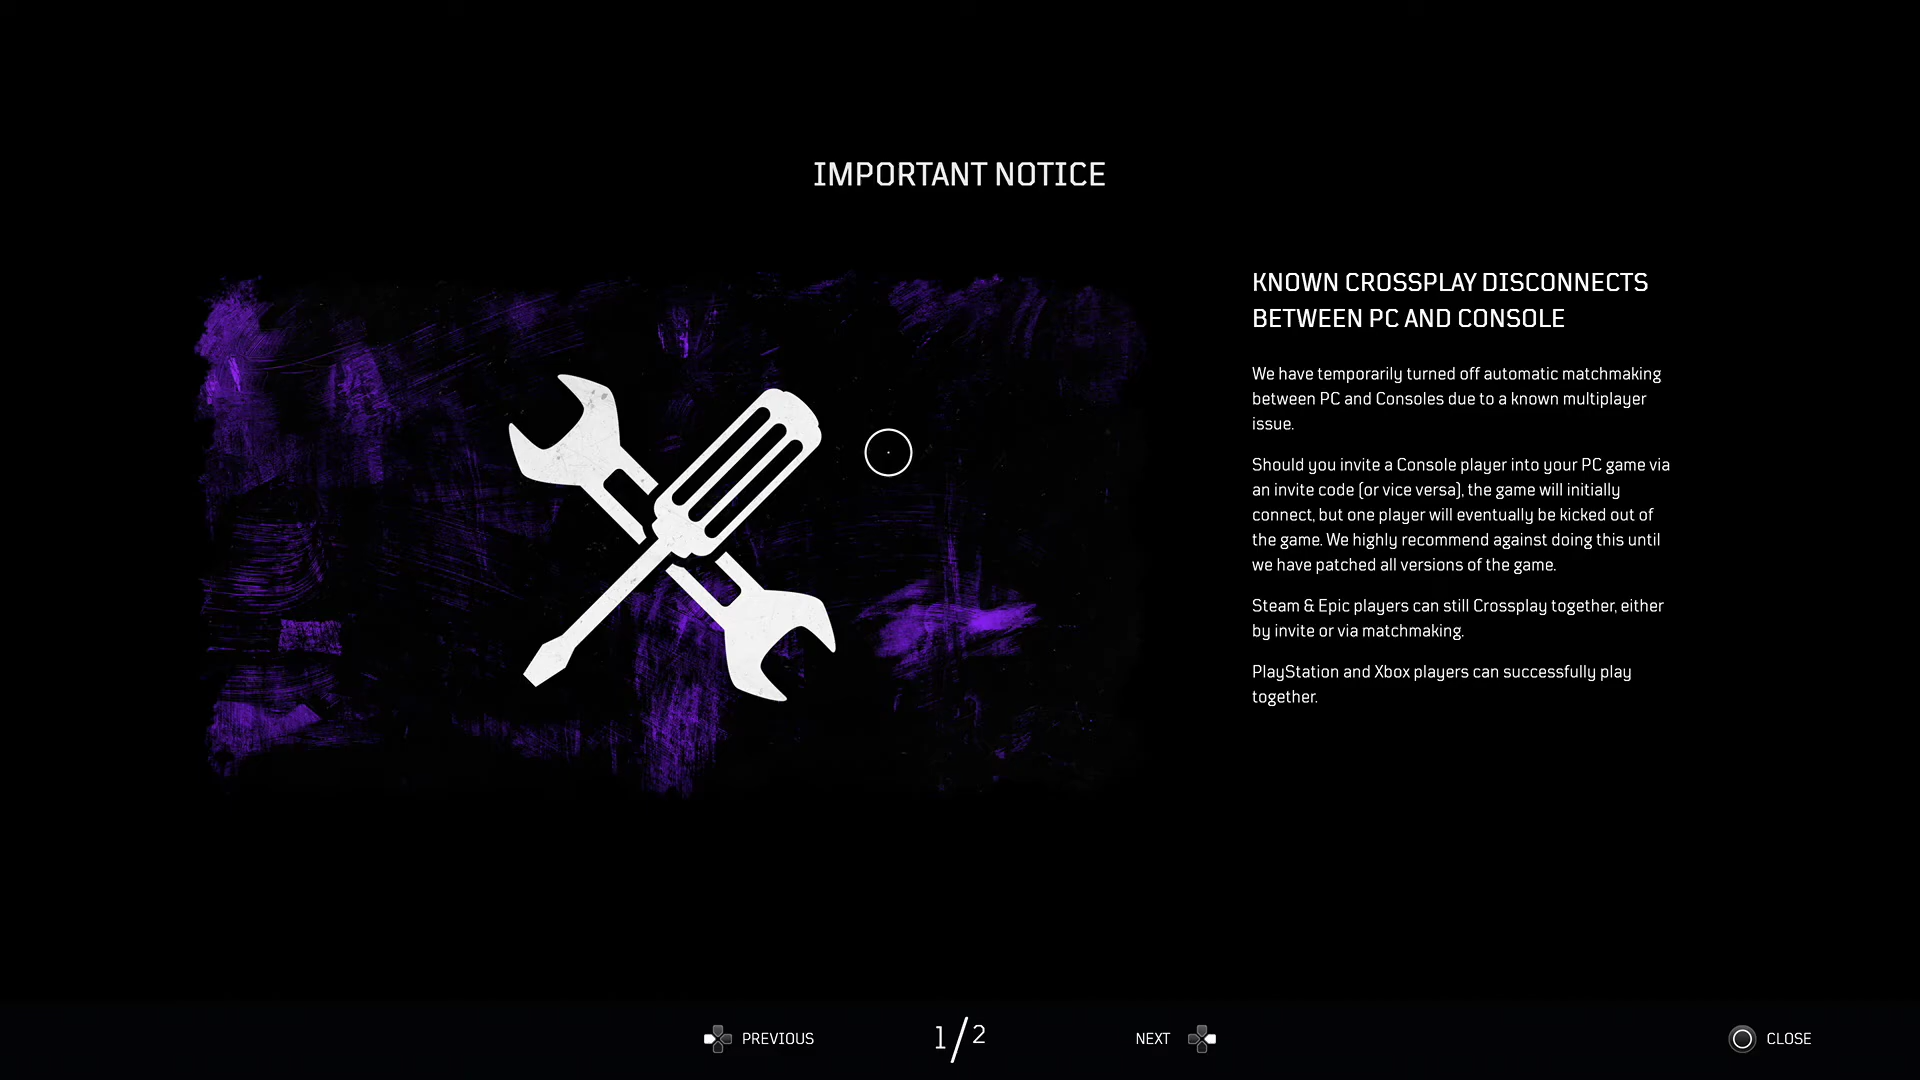 IMPORTANT NOTICE
KNOWN CROSSPLAY DISCONNECTS
BETWEEN PC AND CONSOLE
We have temporarily turned off automatic matchmaking
between PC and Consoles due to a known multiplayer
issue.
Should you invite a Console player into your PC game via
an invite code (or vice versa), the game will initially
connect, but one player will eventually be kicked out of
the game. We highly recommend against doing this until
we have patched all versions of the game.
Steam & Epic players can still Crossplay together, either
by invite or via matchmaking.
PlayStation and Xbox players can successfully play
together.
PREVIOUS
1/2
NEXT
CLOSE